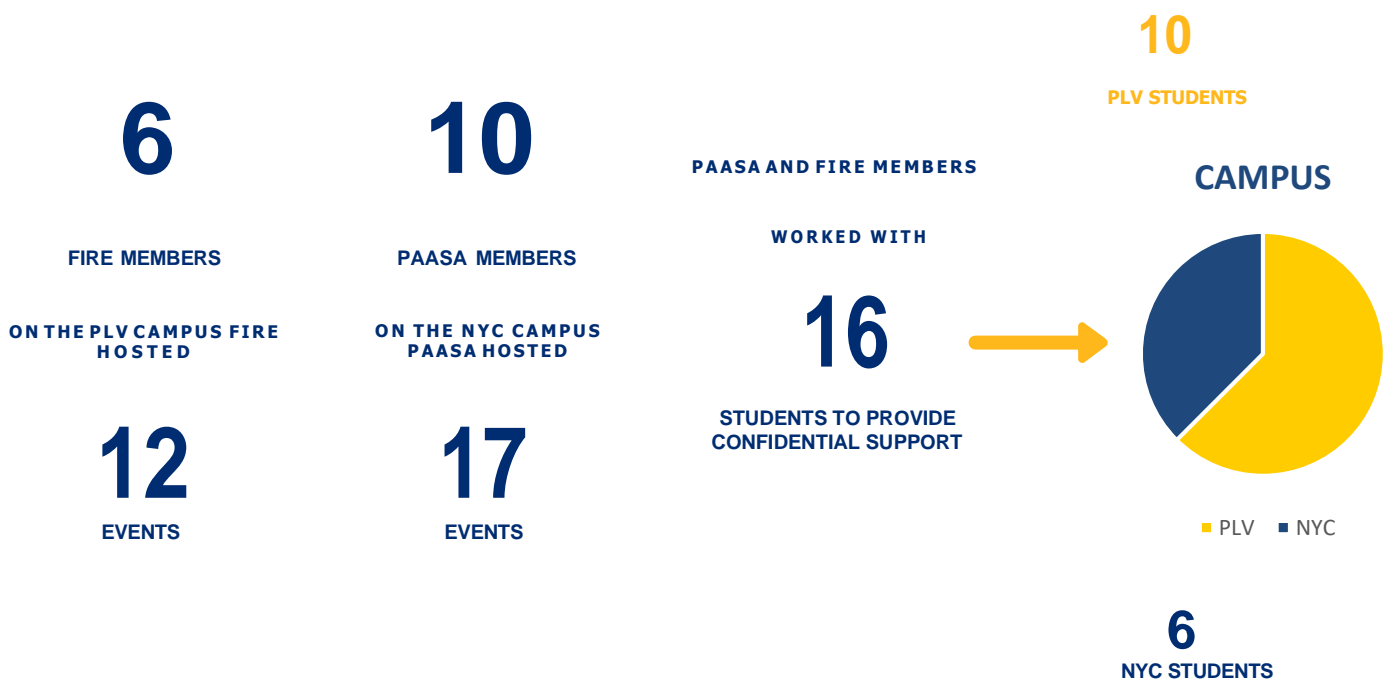 6
FIRE MEMBERS
ON THE PLV CAMPUS FIRE
HOSTED
12
EVENTS
10
PAASA MEMBERS
ON THE NYC CAMPUS
PAASA HOSTED
17
EVENTS
PAASA AND FIRE MEMBERS
WORKED WITH
16
STUDENTS TO PROVIDE
CONFIDENTIAL SUPPORT
10
PLV STUDENTS
CAMPUS
PLV NYC
6
NYC STUDENTS